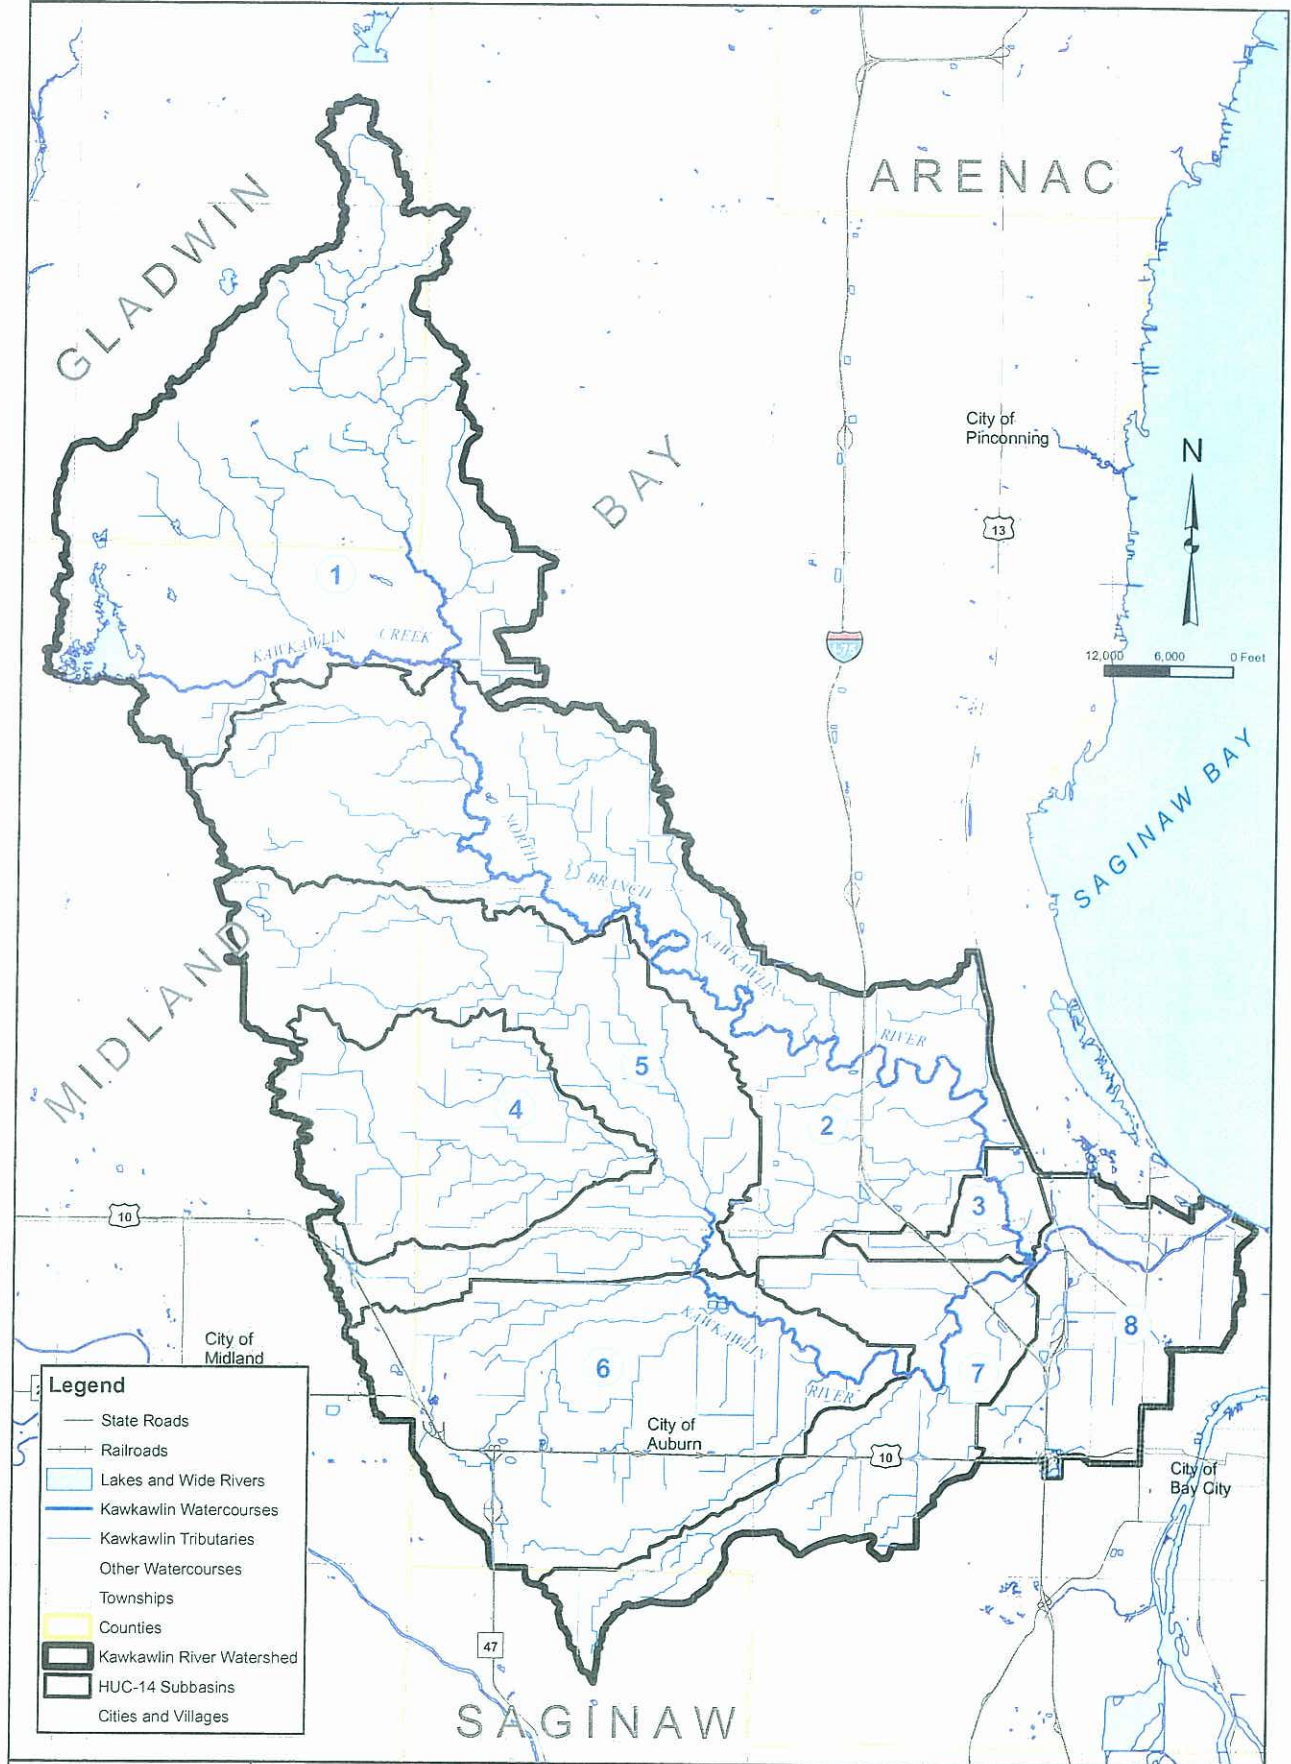 ARENAC
GLADWIN
City of
Pinconning
BAY
N
13
1
KAWKAWLIN CREEK
12,000 6,000 0 Feet
SAGINAW BAY
NORTH
BRANCH
KAWKAWLIN
RIVER
MIDLAND
5
4
2
3
10
8
City of
Midland
KAWKAWLIN
6
7
RIVER
City of
Auburn
10
City of
Bay City
Legend
State Roads
Railroads
Lakes and Wide Rivers
Kawkawlin Watercourses
Kawkawlin Tributaries
Other Watercourses
Townships
Counties
Kawkawlin River Watershed
HUC-14 Subbasins
Cities and Villages
47
SAGINAW